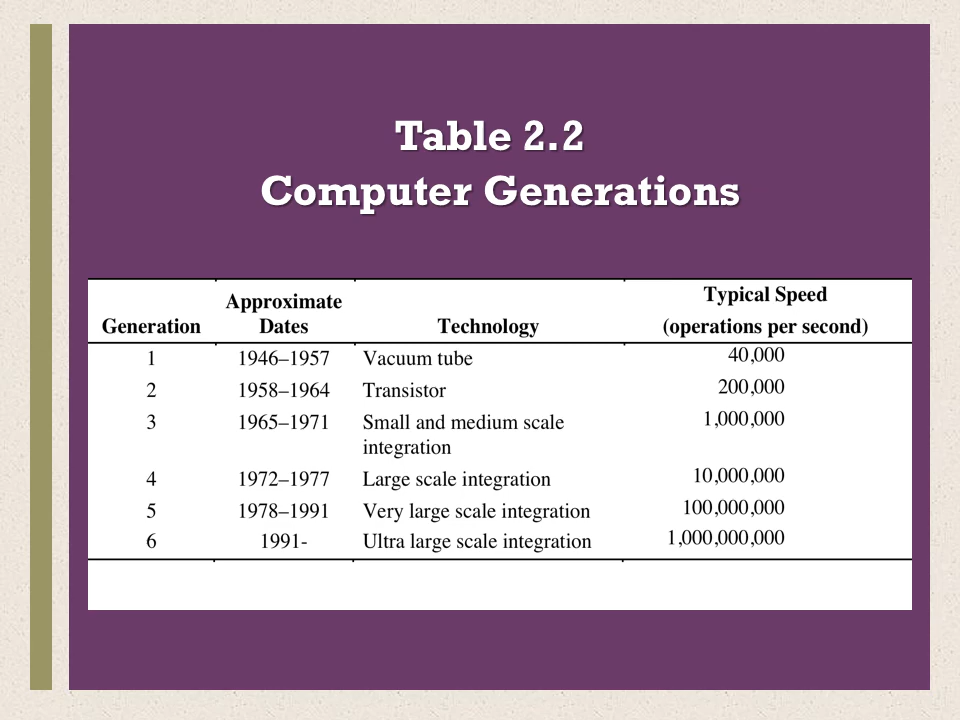 Table 2.2
Computer Generations
Generation Approximate Dates Technology Typical Speed (operations per second)
1 1946–1957 Vacuum tube 40,000
2 1958–1964 Transistor 200,000
3 1965–1971 Small and medium scale integration 1,000,000
4 1972–1977 Large scale integration 10,000,000
5 1978–1991 Very large scale integration 100,000,000
6 1991- Ultra large scale integration 1,000,000,000